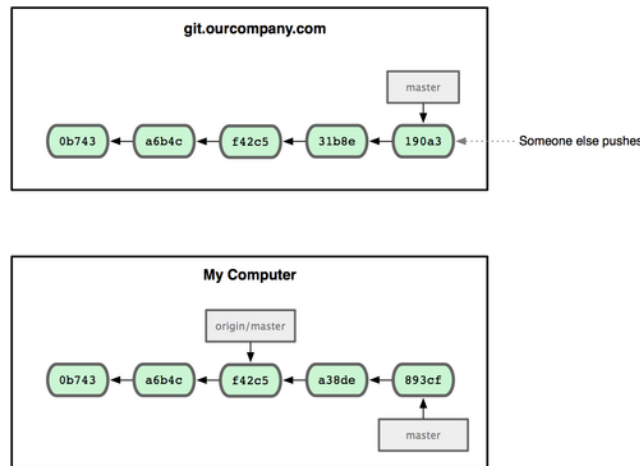 git.ourcompany.com
master
0b743 a6b4c f42c5 31b8e 190a3 Someone else pushes
My Computer
origin/master
0b743 a6b4c f42c5 a38de 893cf
master